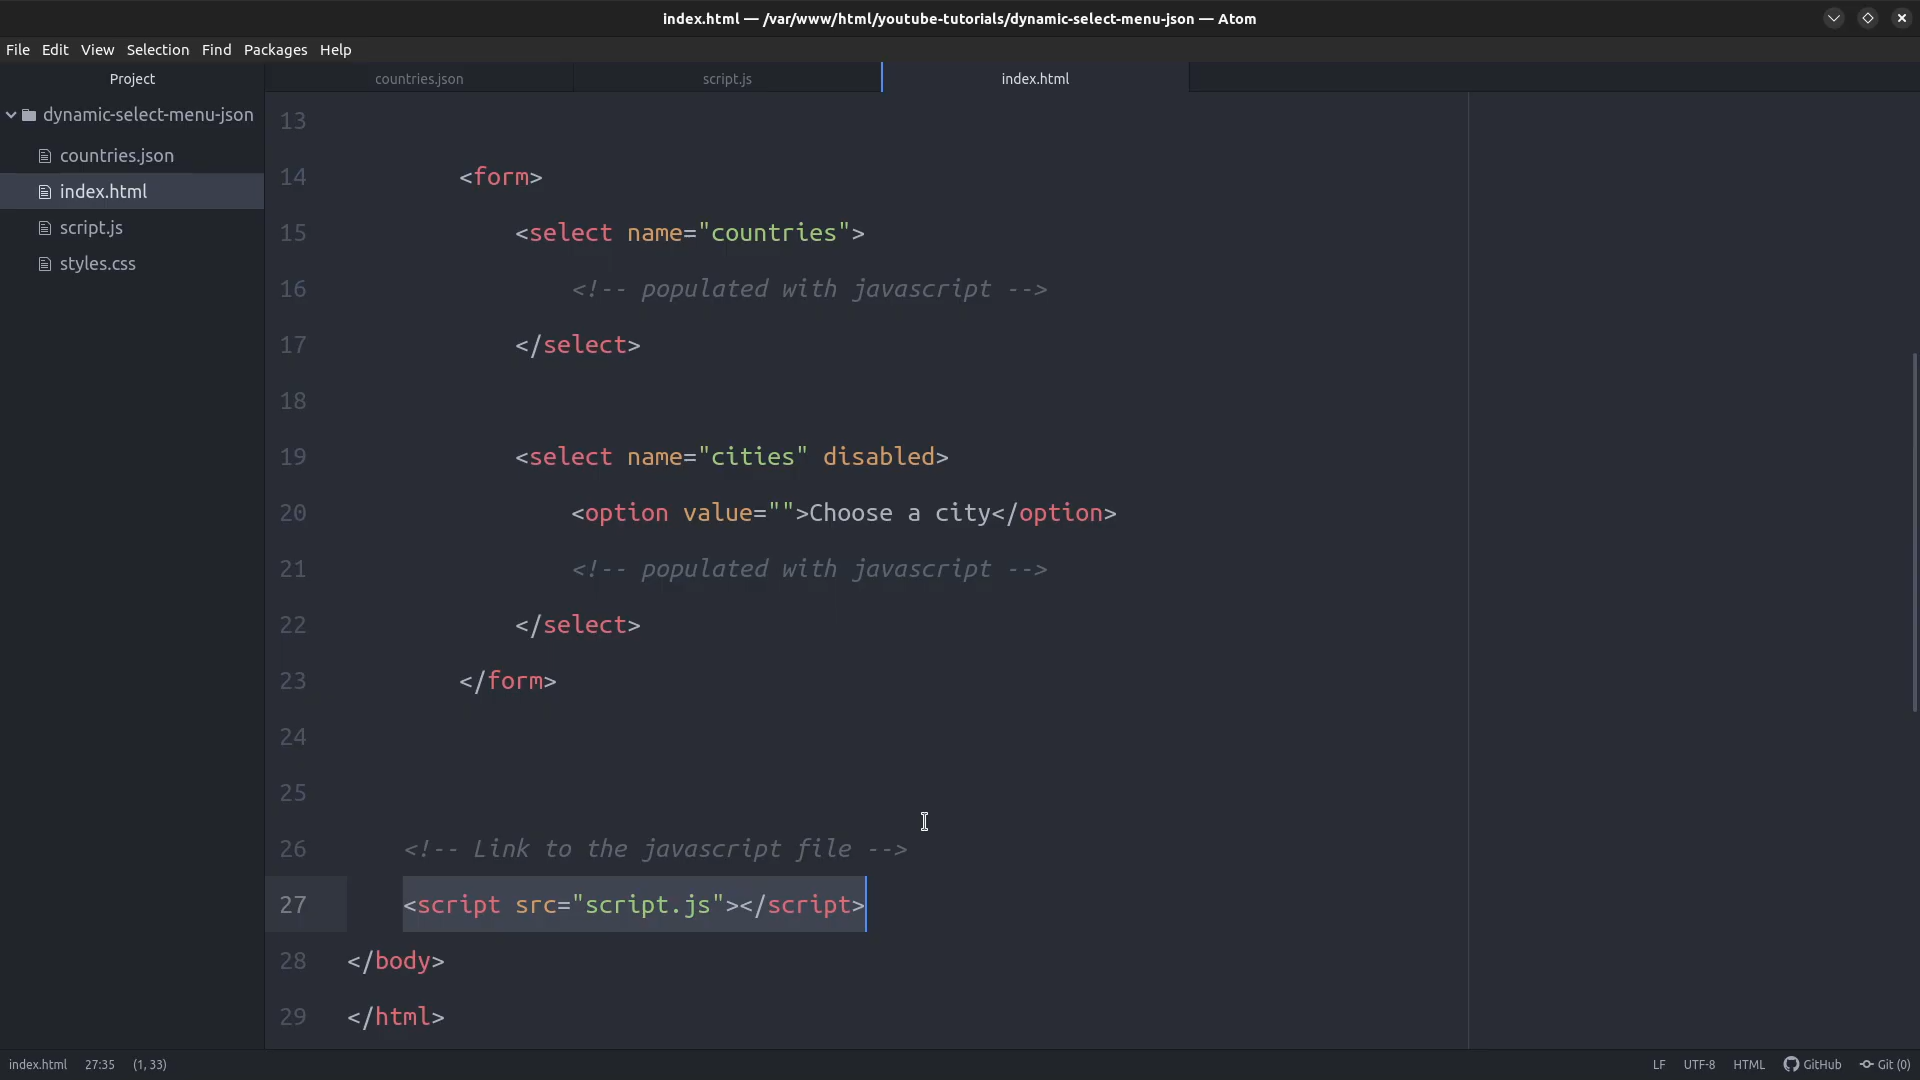 index.html — /var/www/html/youtube-tutorials/dynamic-select-menu-json — Atom
File Edit View Selection Find Packages Help
Project
countries.json script.js index.html
dynamic-select-menu-json
countries.json
index.html
script.js
styles.css
13
14 <form>
15 <select name="countries">
16 <!-- populated with javascript -->
17 </select>
18
19 <select name="cities" disabled>
20 <option value="">Choose a city</option>
21 <!-- populated with javascript -->
22 </select>
23 </form>
24
25
26 <!-- Link to the javascript file -->
27 <script src="script.js"></script>
28 </body>
29 </html>
index.html 27:35 (1, 33) LF UTF-8 HTML GitHub Git (0)